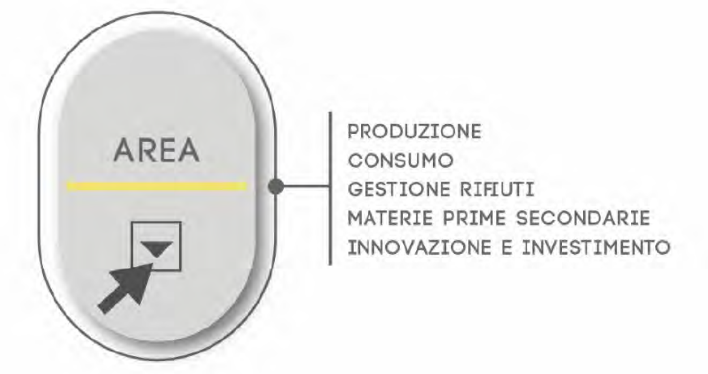 AREA
PRODUZIONE
CONSUMO
GESTIONE RIFIUTI
MATERIE PRIME SECONDARIE
INNOVAZIONE E INVESTIMENTO